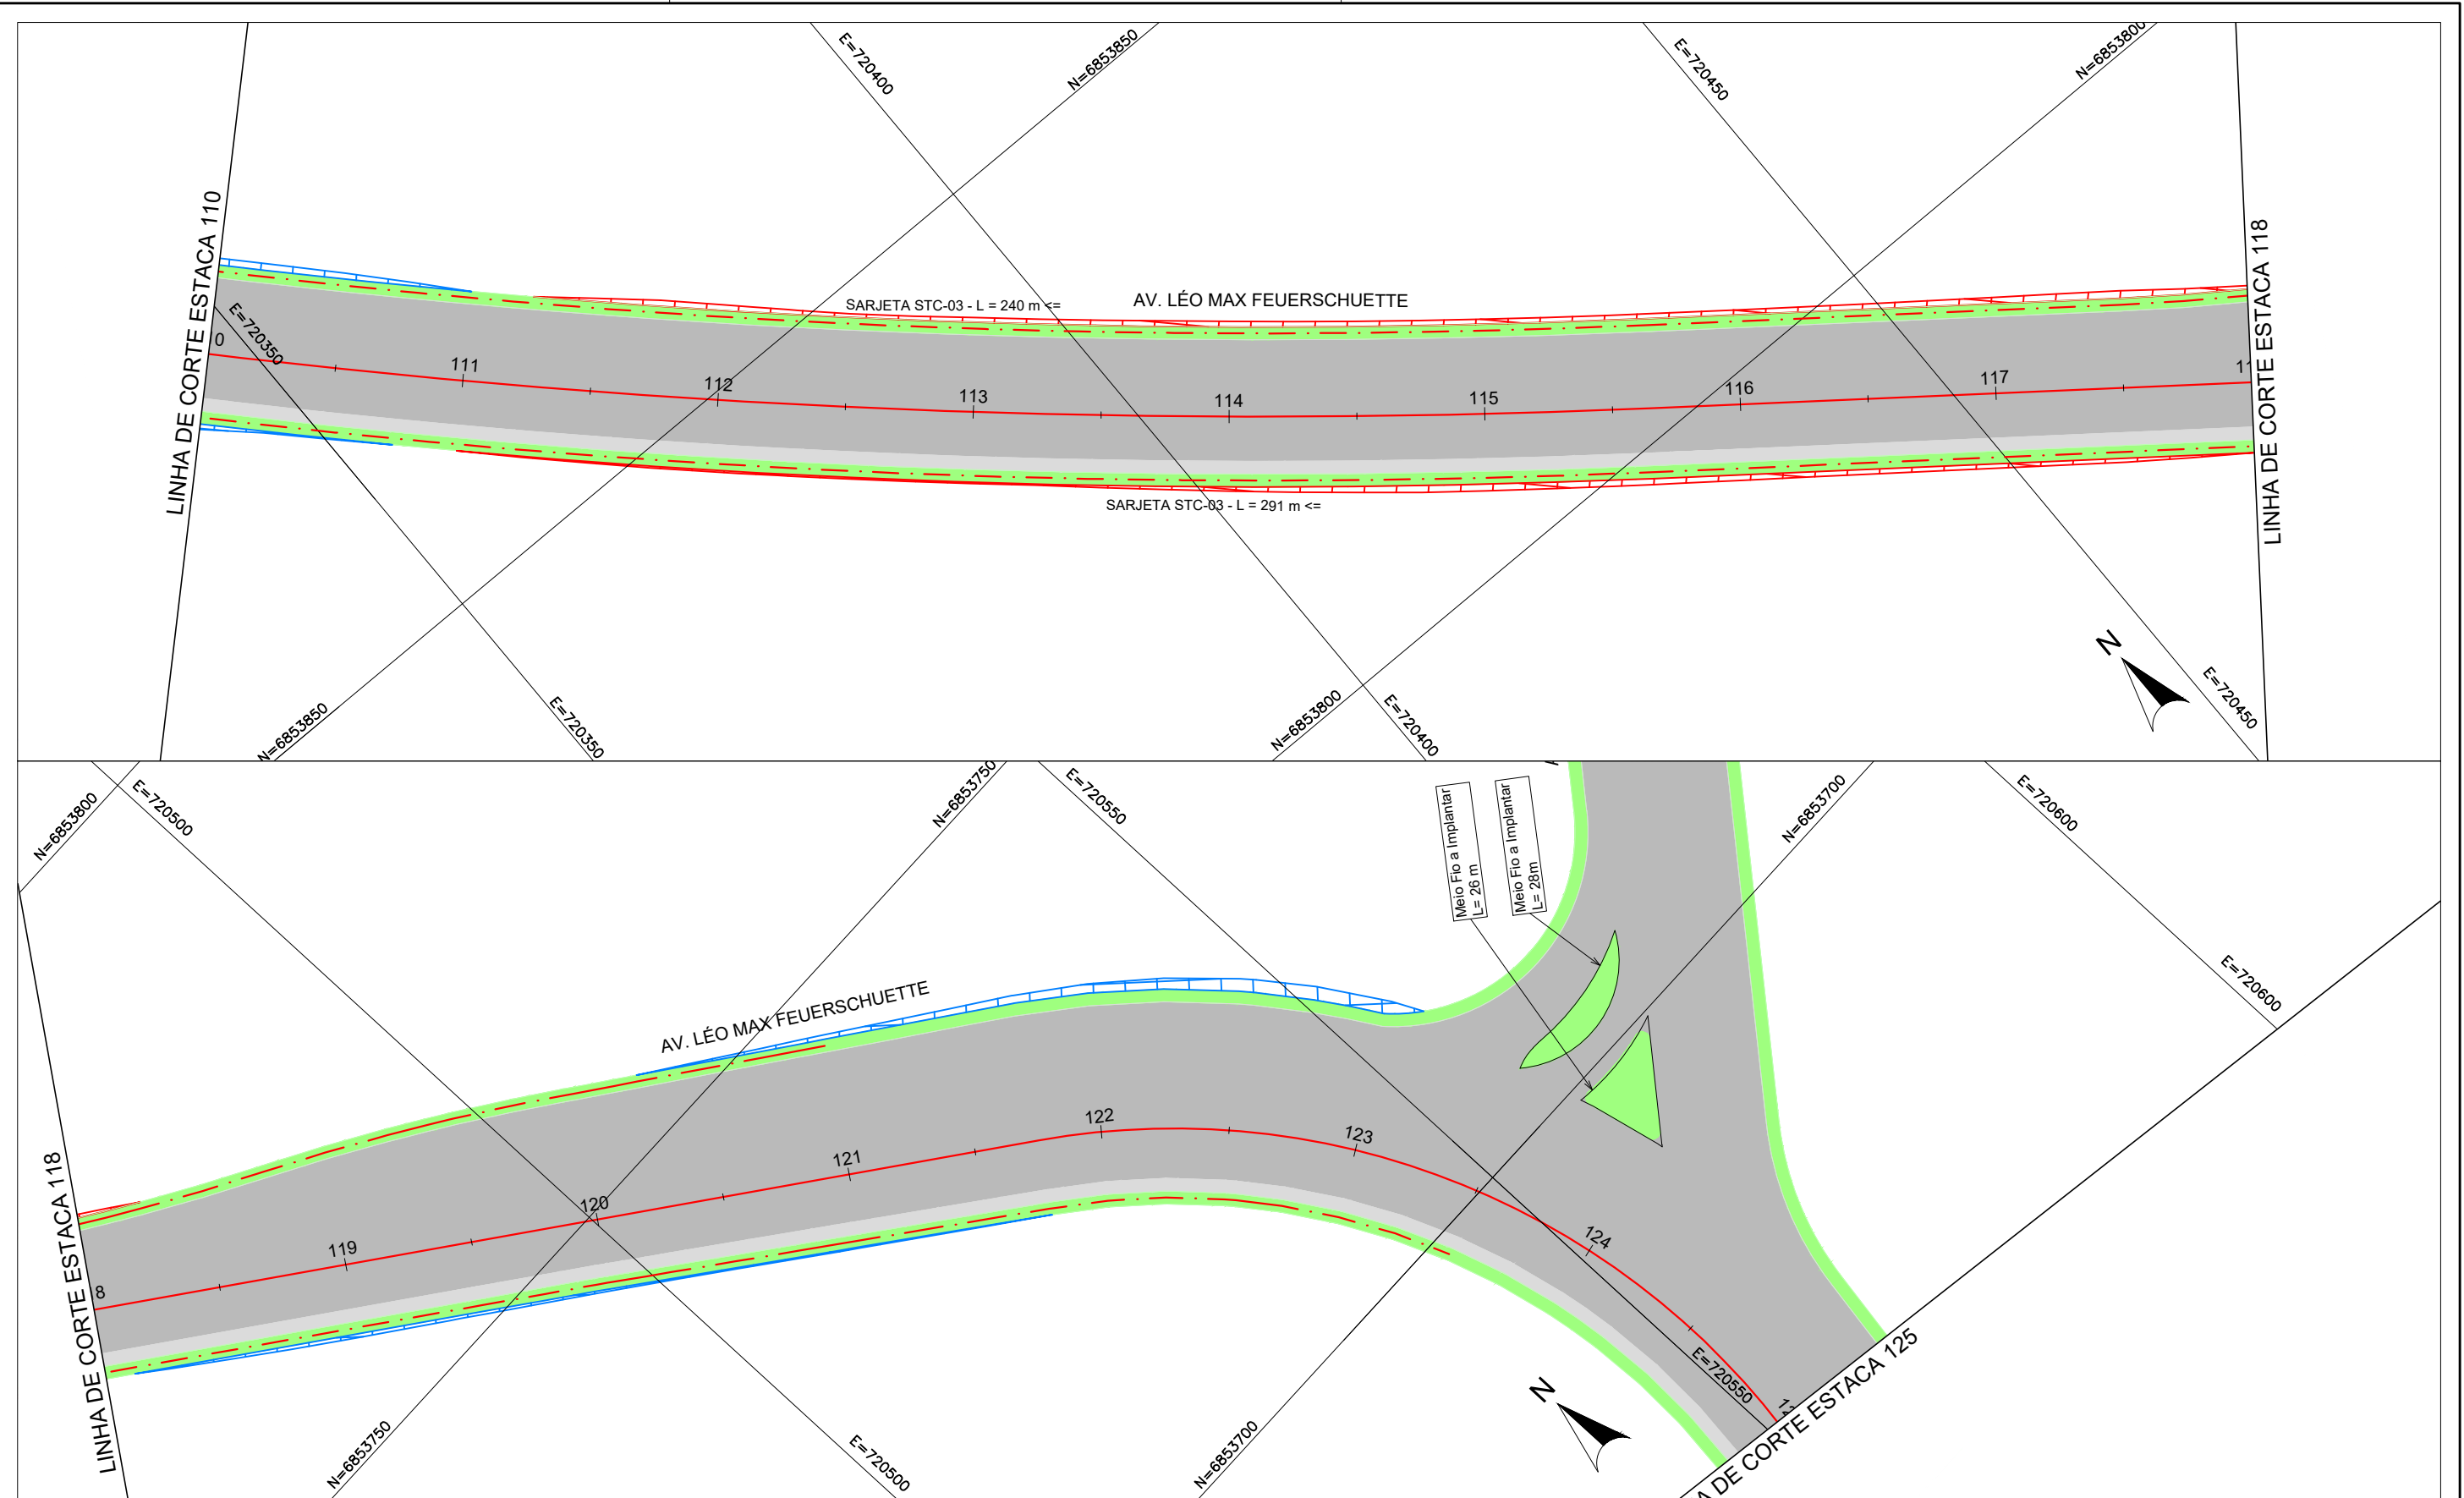 E=720400
N=6853850
E=720450
N=6853800
LINHA DE CORTE ESTACA 110
LINHA DE CORTE ESTACA 118
SARJETA STC-03 - L = 240 m <=
AV. LÉO MAX FEUERSCHUETTE
E=720350
0
111
112
113
114
115
116
117
11
SARJETA STC-03 - L = 291 m <=
N
N=6853850
E=720350
N=6853800
E=720400
E=720450
N=6853800
E=720500
N=6853750
E=720550
Meio Fio a Implantar
L= 26 m
Meio Fio a Implantar
L= 28m
N=6853700
E=720600
E=720600
AV. LÉO MAX FEUERSCHUETTE
LINHA DE CORTE ESTACA 118
8
119
120
121
122
123
124
E=720550
A DE CORTE ESTACA 125
N
N=6853750
E=720500
N=6853700